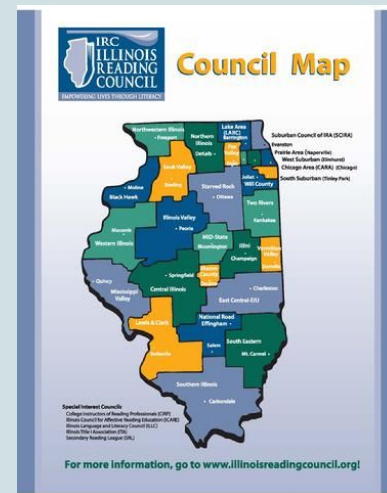 IRC
ILLINOIS
READING
COUNCIL
EMPOWERING LIVES THROUGH LITERACY
Council Map
Northwestern Illinois
Freeport
Northern
Illinois
DeKalb
Lake Area
(LARC)
Barrington
Fox
Valley
Suburban Council of IRA (SCIRA)
Evanston
Prairie Area (Naperville)
West Suburban (Elmhurst)
Chicago Area (CARA) (Chicago)
South Suburban (Tinley Park)
Sauk Valley
Sterling
Joliet
Will County
Moline
Black Hawk
Starved Rock
Ottawa
Two Rivers
Kankakee
Illinois Valley
Peoria
Macomb
Western Illinois
MID-State
Bloomington
Illini
Champaign
Vermilion
Valley
Danville
Quincy
Mississippi
Valley
Springfield
Central Illinois
Macon
County
Charleston
East Central-EIU
Lewis & Clark
Belleville
National Road
Effingham
Salem
South Eastern
Mt. Carmel
Southern Illinois
Carbondale
Special Interest Councils:
College Instructors of Reading Professionals (CIRP)
Illinois Council for Affective Reading Education (ICARE)
Illinois Language and Literacy Council (ILLC)
Illinois Title I Association (ITA)
Secondary Reading League (SRL)
For more information, go to www.illinoisreadingcouncil.org!